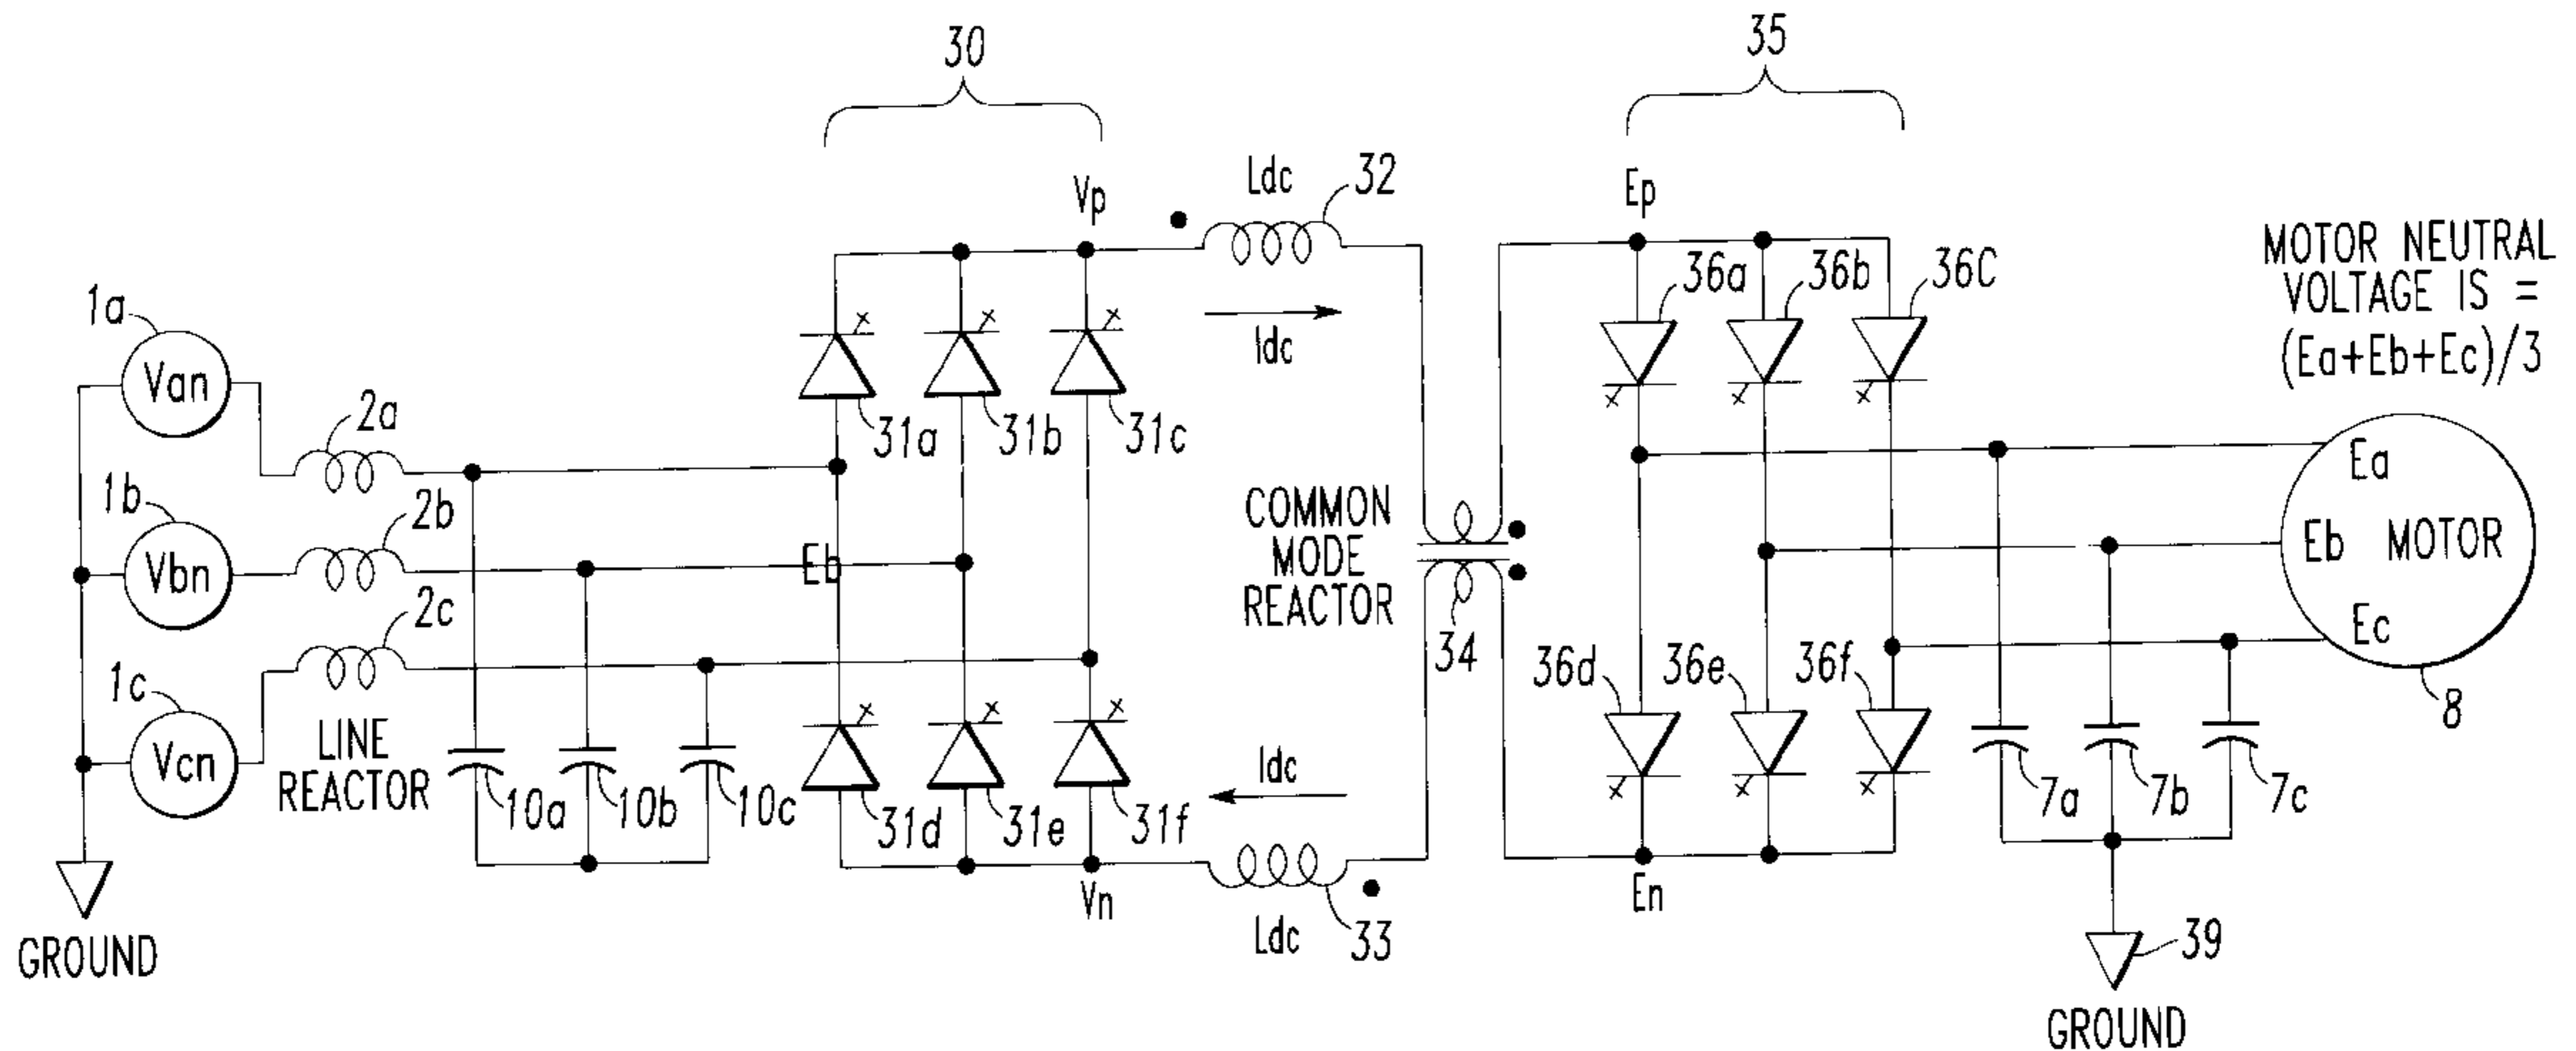 30
35
Vp
Ldc
32
Ep
MOTOR NEUTRAL
VOLTAGE IS =
(Ea+Eb+Ec)/3
1a
Van
2a
Idc
36a
36b
36C
31a
31b
31c
1b
Vbn
2b
Eb
COMMON
MODE
REACTOR
34
Ea
Eb MOTOR
Ec
8
2c
1c
Vcn
LINE
REACTOR
10a
10b
10c
31d
31e
31f
Idc
36d
36e
36f
7a
7b
7c
Vn
Ldc
33
En
39
GROUND
GROUND